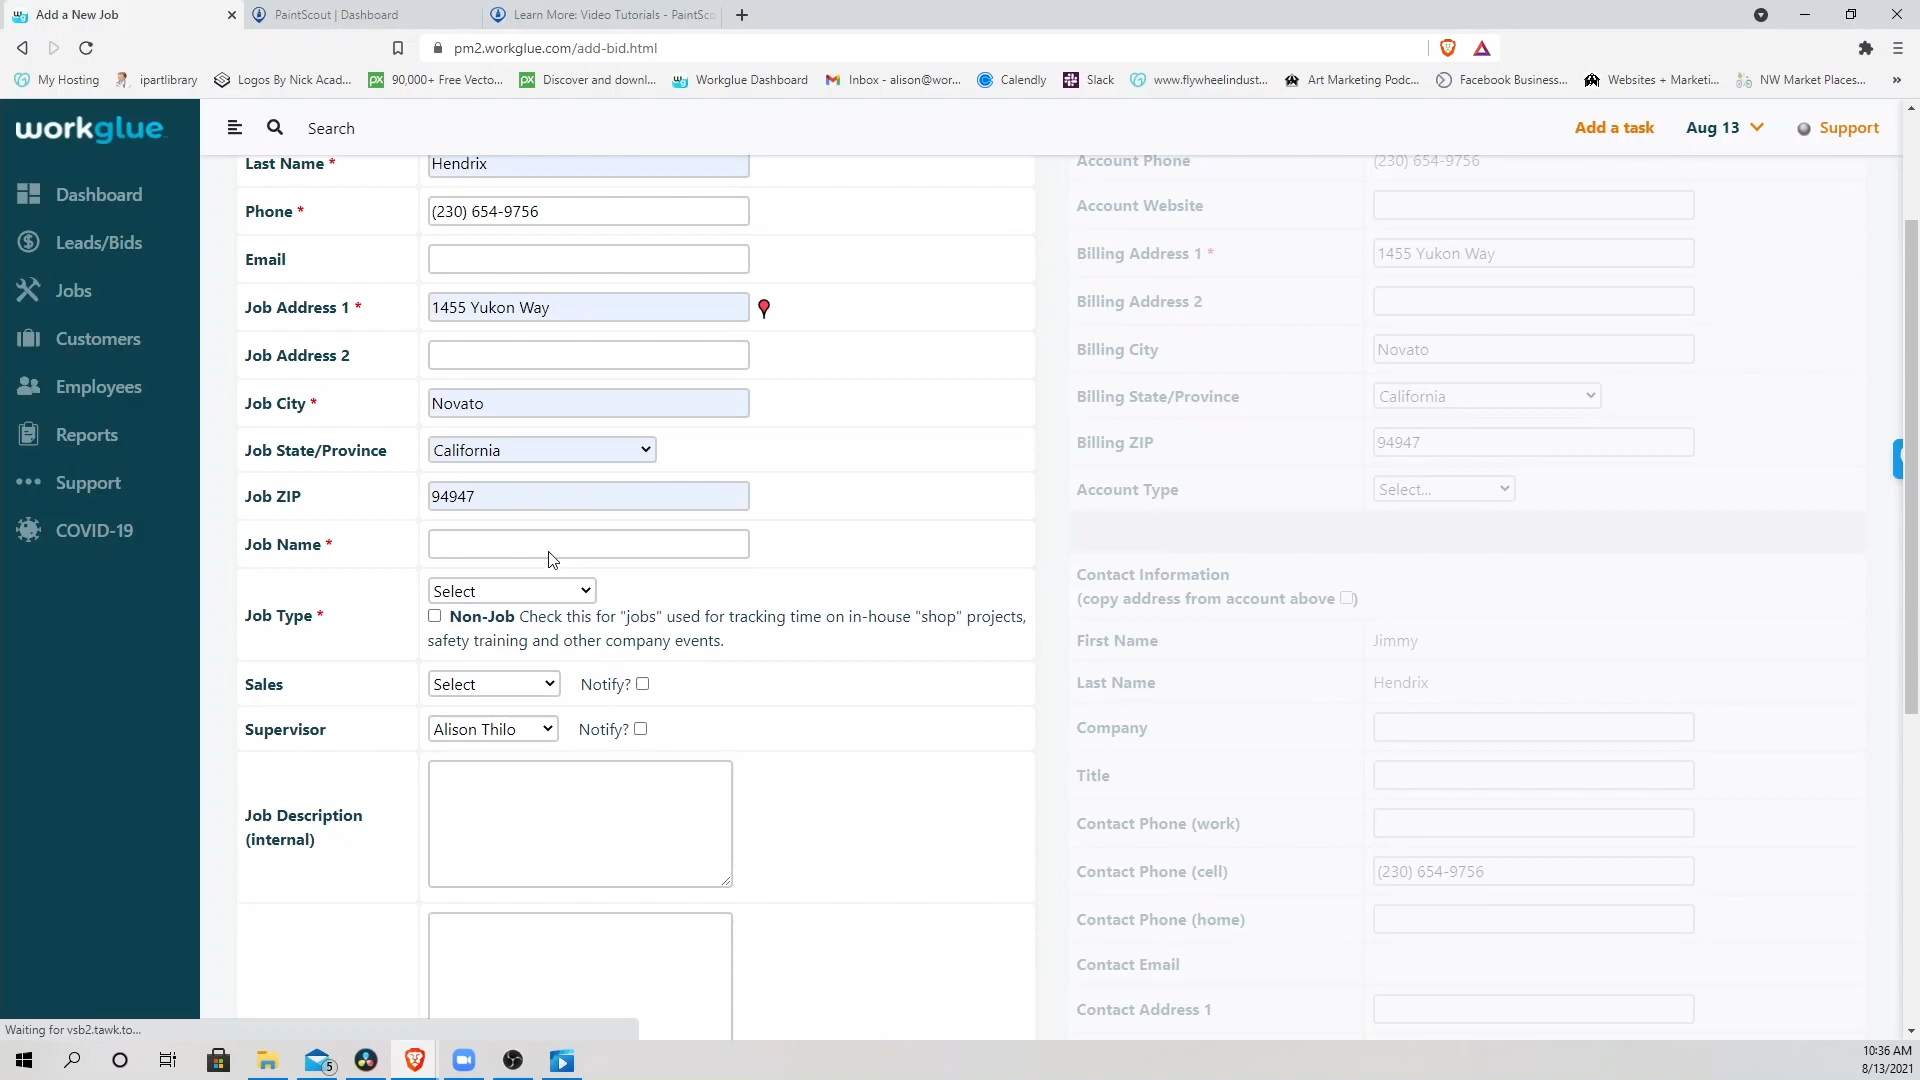 Add a New Job
PaintScout | Dashboard
Learn More: Video Tutorials - PaintSco
pm2.workglue.com/add-bid.html
My Hosting
ipartlibrary
Logos By Nick Acad...
90,000+ Free Vecto...
Discover and downl...
Workglue Dashboard
Inbox - alison@wor...
Calendly
Slack
www.flywheelindust...
Art Marketing Podc...
Facebook Business...
Websites + Marketi...
NW Market Places...
»
workglue
Search
Add a task
Aug 13
Support
Dashboard
Leads/Bids
Jobs
Customers
Employees
Reports
Support
COVID-19
Last Name * Hendrix
Phone * (230) 654-9756
Email
Job Address 1 * 1455 Yukon Way
Job Address 2
Job City * Novato
Job State/Province California
Job ZIP 94947
Job Name *
Job Type * Select
Non-Job Check this for "jobs" used for tracking time on in-house "shop" projects,
safety training and other company events.
Sales Select Notify?
Supervisor Alison Thilo Notify?
Job Description
(internal)
Account Phone (230) 654-9756
Account Website
Billing Address 1 * 1455 Yukon Way
Billing Address 2
Billing City Novato
Billing State/Province California
Billing ZIP 94947
Account Type Select...
Contact Information
(copy address from account above )
First Name Jimmy
Last Name Hendrix
Company
Title
Contact Phone (work)
Contact Phone (cell) (230) 654-9756
Contact Phone (home)
Contact Email
Contact Address 1
Waiting for vsb2.tawk.to...
5
10:36 AM
8/13/2021